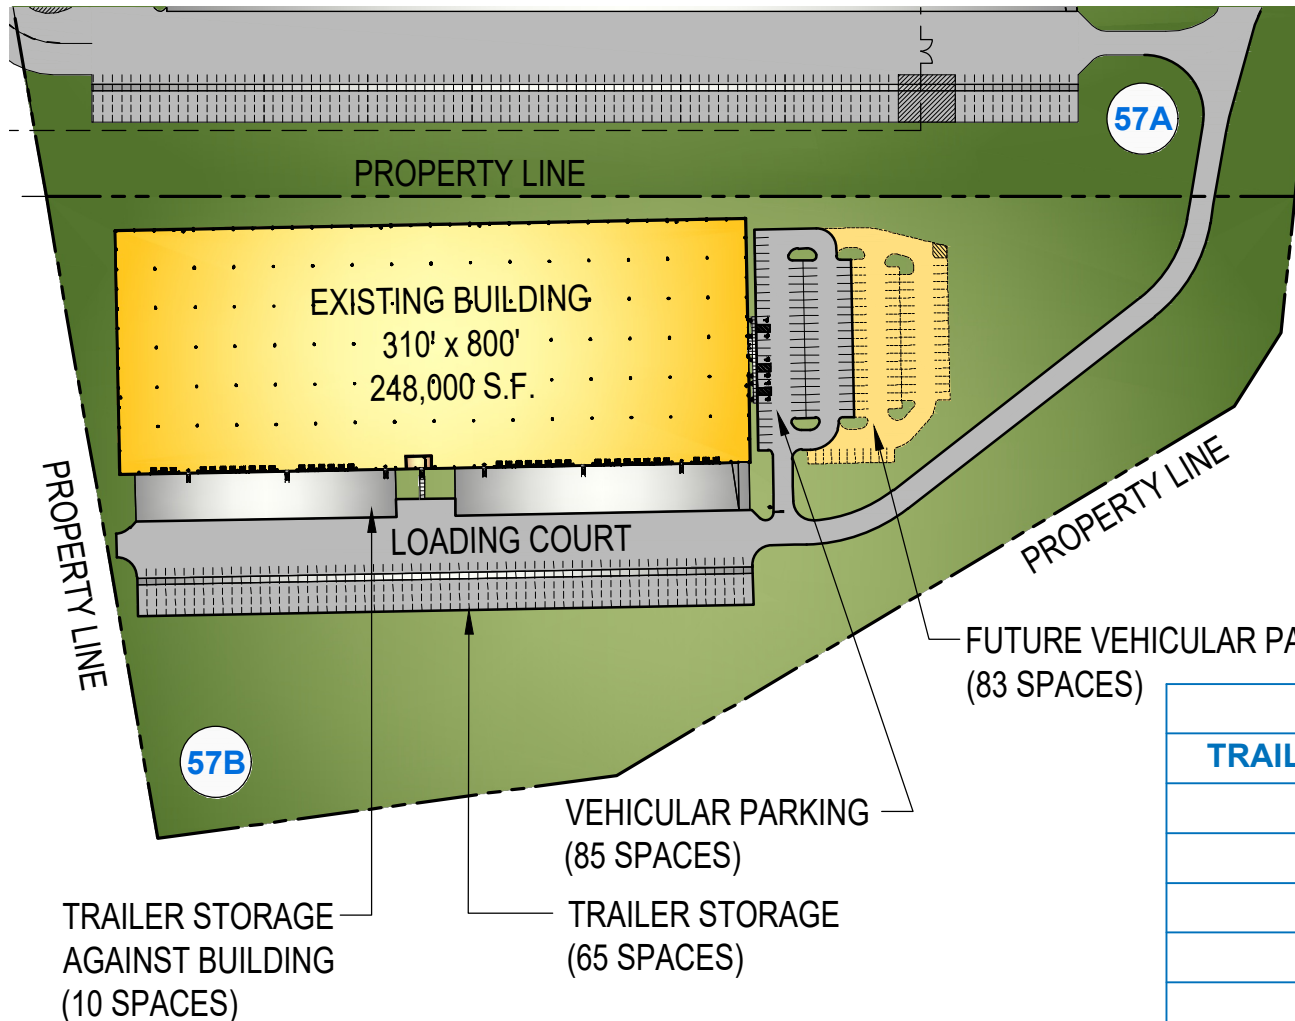 57A
PROPERTY LINE
EXISTING BUILDING
310' x 800'
248,000 S.F.
PROPERTY LINE
PROPERTY LINE
LOADING COURT
FUTURE VEHICULAR PA
(83 SPACES)
TRAIL
57B
VEHICULAR PARKING
(85 SPACES)
TRAILER STORAGE
AGAINST BUILDING
(10 SPACES)
TRAILER STORAGE
(65 SPACES)